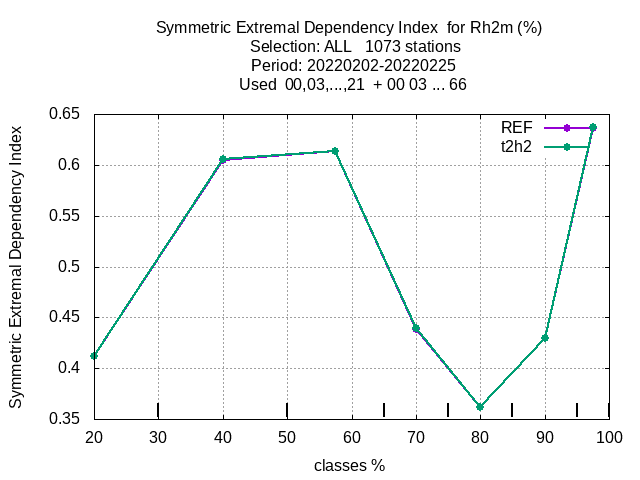 Symmetric Extremal Dependency Index  for Rh2m (%)
Selection: ALL   1073 stations
Period: 20220202-20220225
Used  00,03,...,21  + 00 03 ... 66
REF
t2h2
Symmetric Extremal Dependency Index
0.65
0.6
0.55
0.5
0.45
0.4
0.35
20 30 40 50 60 70 80 90 100
classes %